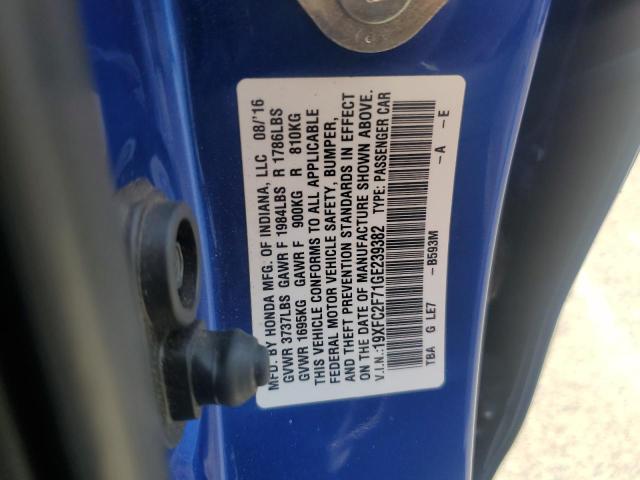 MFD. BY HONDA MFG. OF INDIANA, LLC 08/'16
GVWR 3737LBS GAWR F 1984LBS R 1786LBS
GVWR 1695KG GAWR F 900KG R 810KG
THIS VEHICLE CONFORMS TO ALL APPLICABLE
FEDERAL MOTOR VEHICLE SAFETY, BUMPER,
AND THEFT PREVENTION STANDARDS IN EFFECT
ON THE DATE OF MANUFACTURE SHOWN ABOVE.
V.I.N.:19XFC2F71GE239382 TYPE: PASSENGER CAR
TBA G LE7 -B593M -A -E